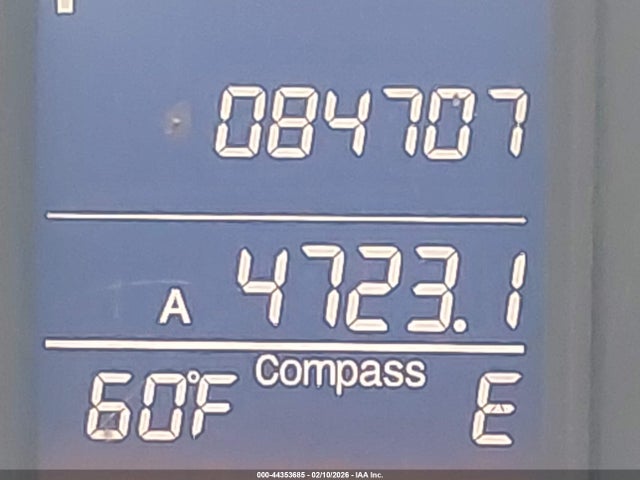 084707
A 4723.1
Compass
60°F E
000-44353685 - 02/10/2026 - IAA Inc.